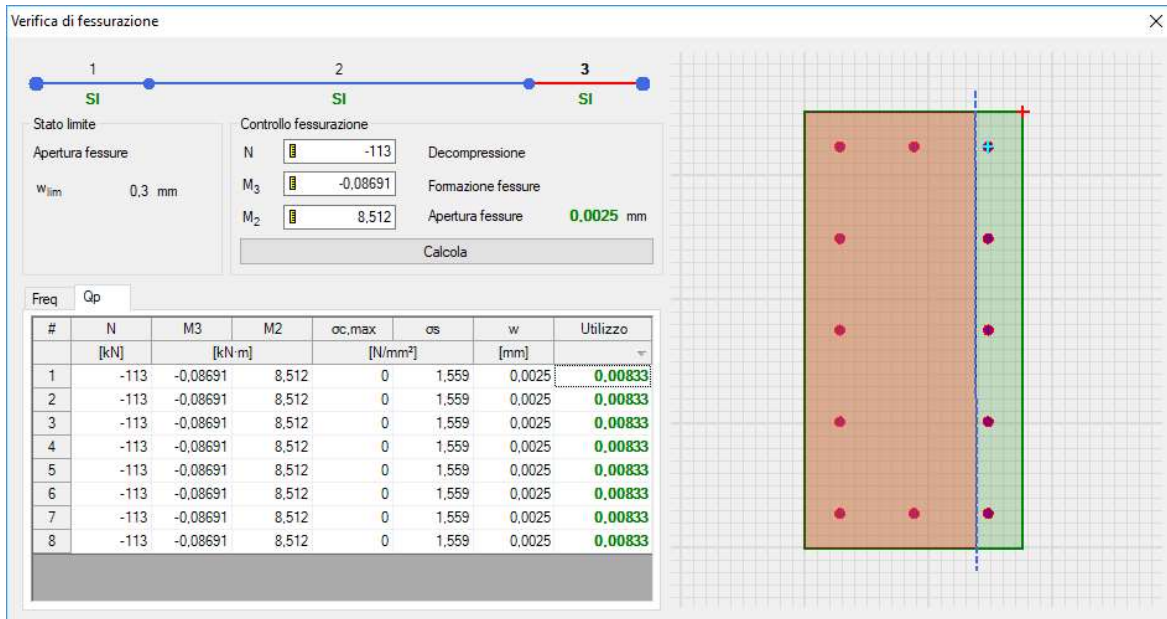 Verifica di fessurazione
1 2 3
SI SI SI
Stato limite
Apertura fessure
wlim 0,3 mm
Controllo fessurazione
N -113 Decompressione
M3 -0,08691 Formazione fessure
M2 8,512 Apertura fessure 0,0025 mm
Calcola
Freq Qp
# N M3 M2 σc,max σs w Utilizzo
[kN] [kN·m] [N/mm²] [mm]
1 -113 -0,08691 8,512 0 1,559 0,0025 0,00833
2 -113 -0,08691 8,512 0 1,559 0,0025 0,00833
3 -113 -0,08691 8,512 0 1,559 0,0025 0,00833
4 -113 -0,08691 8,512 0 1,559 0,0025 0,00833
5 -113 -0,08691 8,512 0 1,559 0,0025 0,00833
6 -113 -0,08691 8,512 0 1,559 0,0025 0,00833
7 -113 -0,08691 8,512 0 1,559 0,0025 0,00833
8 -113 -0,08691 8,512 0 1,559 0,0025 0,00833